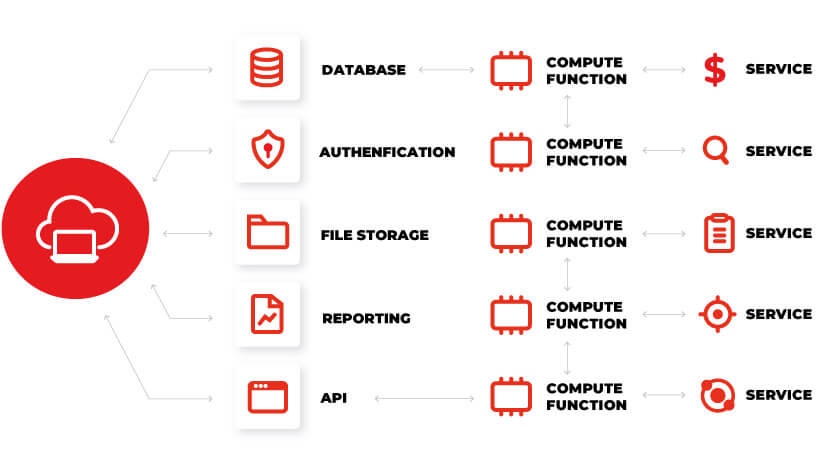 DATABASE
COMPUTE
FUNCTION
$ SERVICE
AUTHENFICATION
COMPUTE
FUNCTION
SERVICE
FILE STORAGE
COMPUTE
FUNCTION
SERVICE
REPORTING
COMPUTE
FUNCTION
SERVICE
API
COMPUTE
FUNCTION
SERVICE